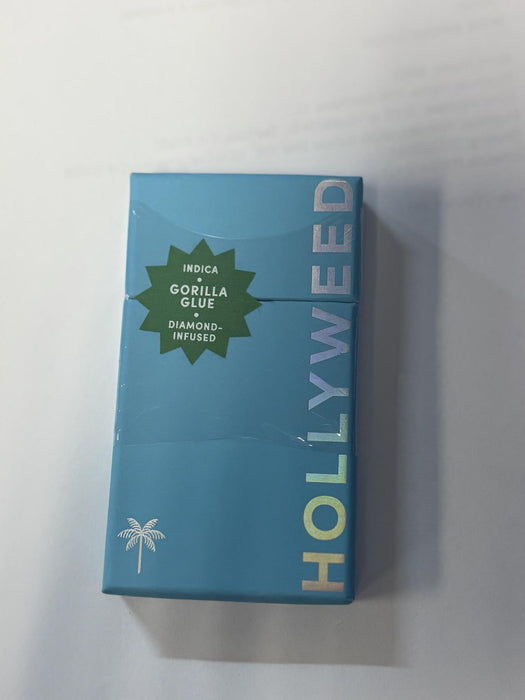 INDICA
GORILLA
GLUE
DIAMOND-
INFUSED
HOLLYWEED